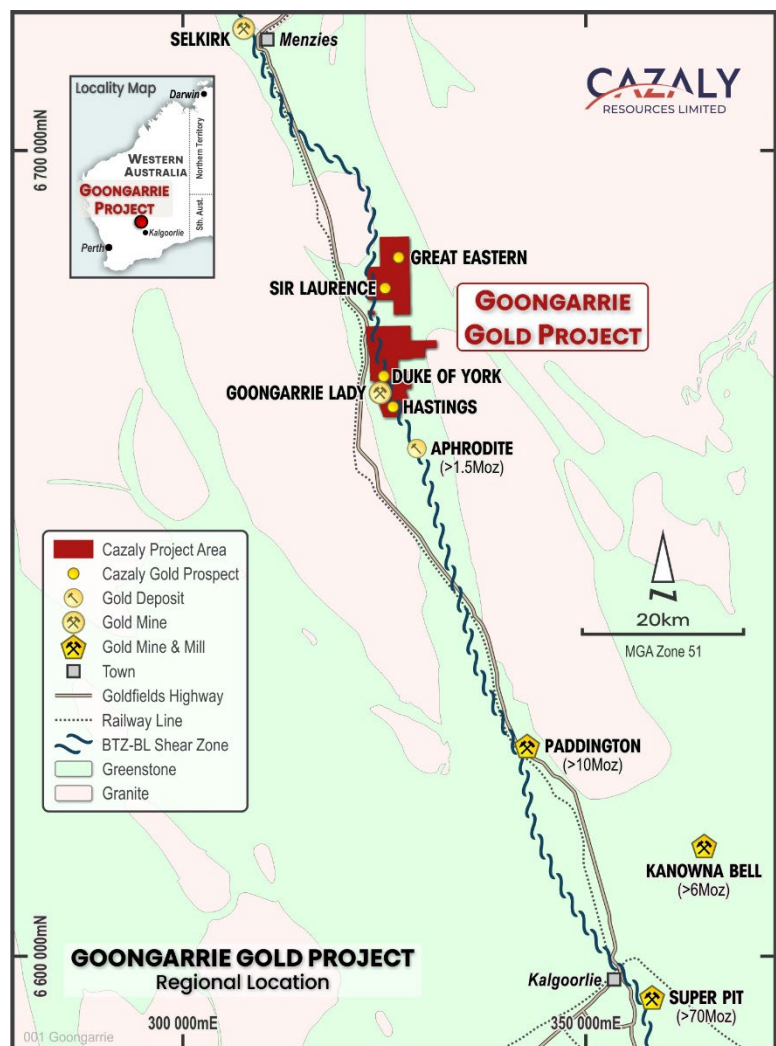 SELKIRK
Menzies
CAZALY
RESOURCES LIMITED
Locality Map
Darwin
WESTERN
AUSTRALIA
Northern Territory
GOONGARRIE
PROJECT
Sth. Aust.
Kalgoorlie
Perth
6 700 000mN
GREAT EASTERN
SIR LAURENCE
GOONGARRIE
GOLD PROJECT
DUKE OF YORK
GOONGARRIE LADY
HASTINGS
APHRODITE
(>1.5Moz)
Cazaly Project Area
Cazaly Gold Prospect
Gold Deposit
Gold Mine
Gold Mine & Mill
Town
Goldfields Highway
Railway Line
BTZ-BL Shear Zone
Greenstone
Granite
N
20km
MGA Zone 51
PADDINGTON
(>10Moz)
KANOWNA BELL
(>6Moz)
6 600 000mN
GOONGARRIE GOLD PROJECT
Regional Location
Kalgoorlie
SUPER PIT
(>70Moz)
300 000mE
350 000mE
001 Goongarrie